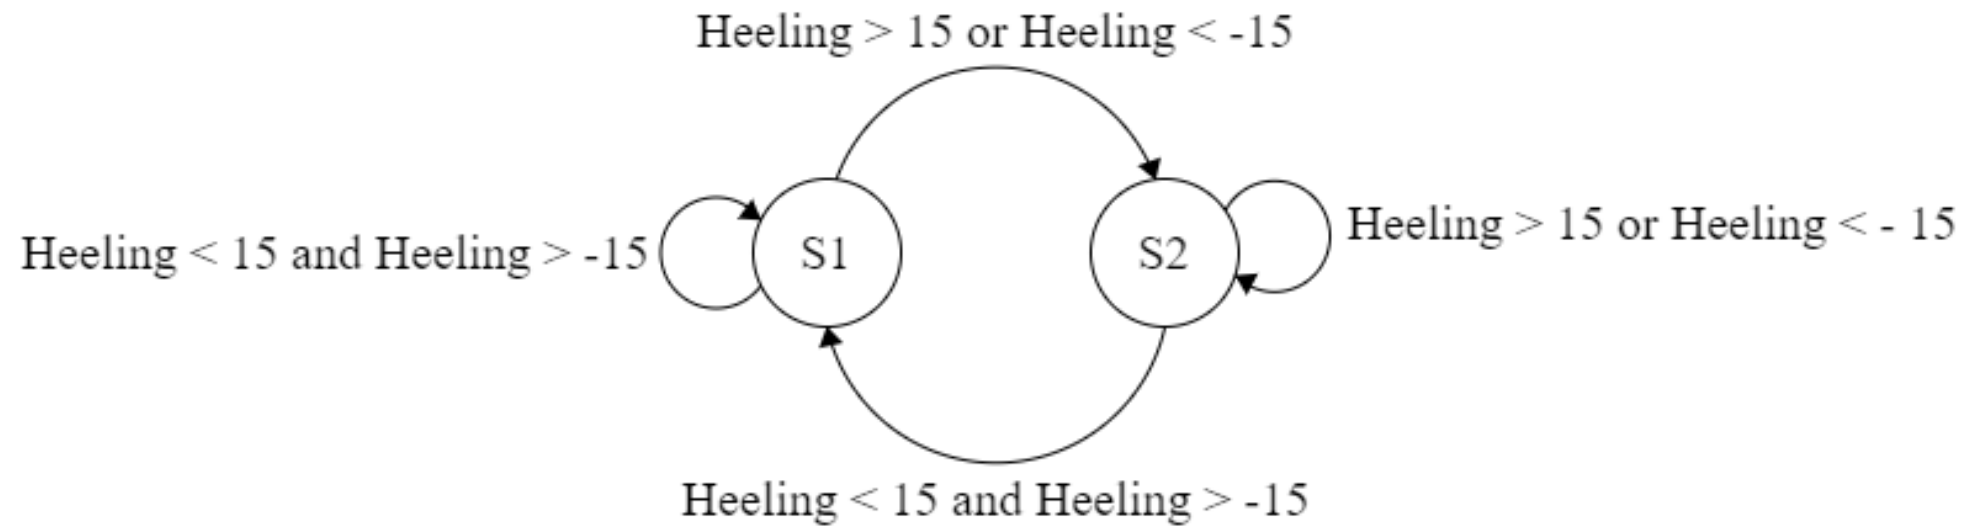 Heeling > 15 or Heeling < -15
Heeling < 15 and Heeling > -15
S1
S2
Heeling > 15 or Heeling < - 15
Heeling < 15 and Heeling > -15